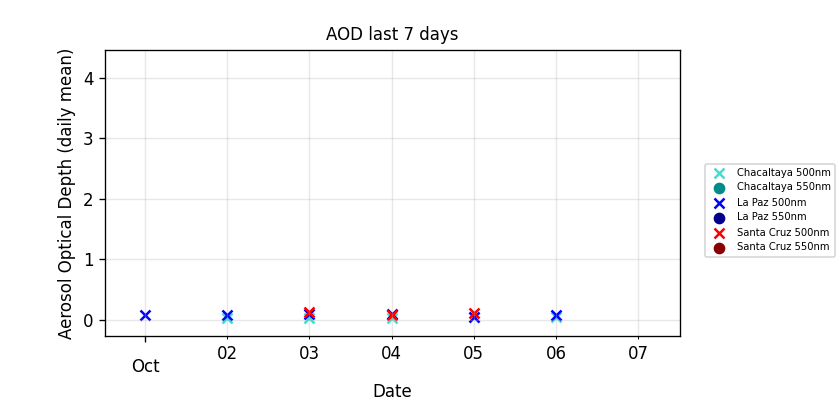 AOD last 7 days
Aerosol Optical Depth (daily mean)
4
3
2
1
0
02
03
04
05
06
07
Oct
Date
Chacaltaya 500nm
Chacaltaya 550nm
La Paz 500nm
La Paz 550nm
Santa Cruz 500nm
Santa Cruz 550nm